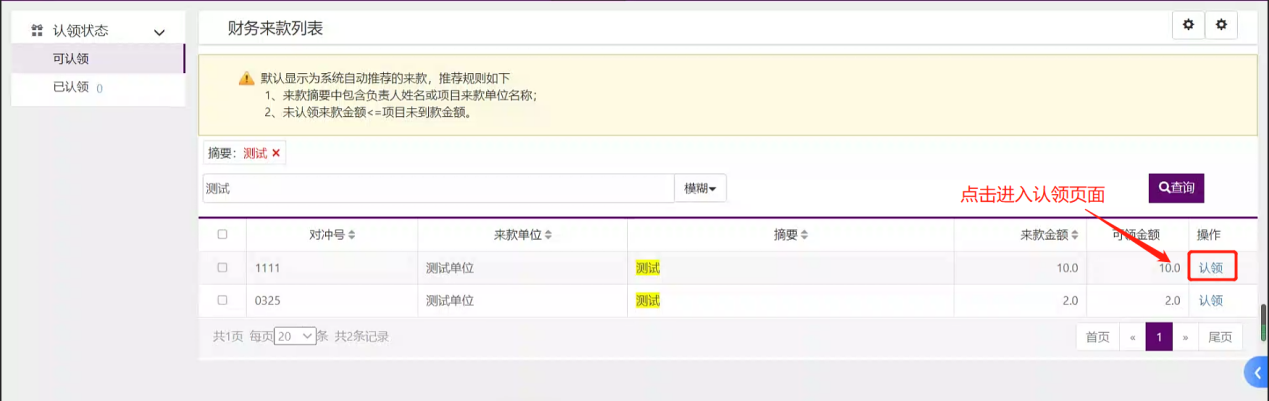 认领状态
可认领
已认领 ()
财务来款列表
默认显示为系统自动推荐的来款，推荐规则如下
1、来款摘要中包含负责人姓名或项目来款单位名称；
2、未认领来款金额<=项目未到款金额。
摘要：测试 ×
测试 模糊
查询
点击进入认领页面
对冲号 来款单位 摘要 来款金额 可领金额 操作
1111 测试单位 测试 10.0 10.0 认领
0325 测试单位 测试 2.0 2.0 认领
共1页 每页 20 条 共2条记录
首页 « 1 » 尾页